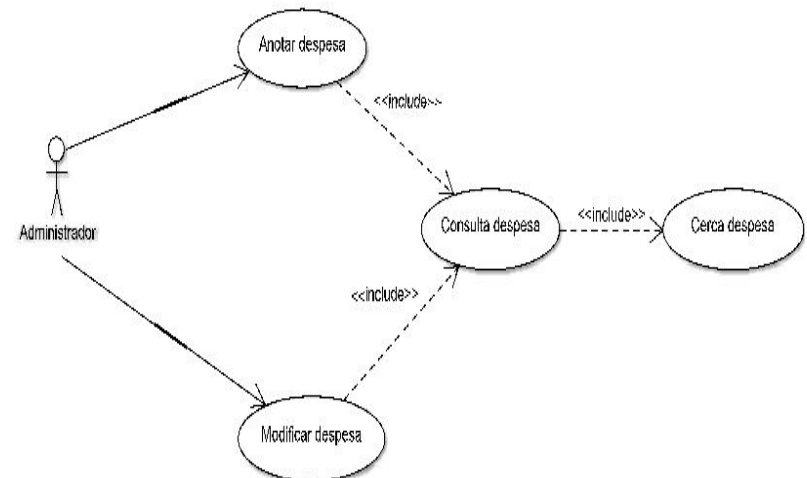 Anotar despesa
<<include>>
Administrador
Consulta despesa
<<include>>
Cerca despesa
<<include>>
Modificar despesa